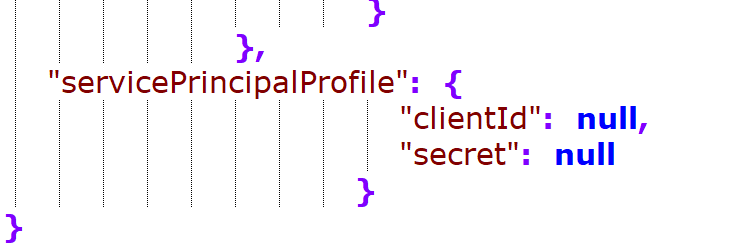 }
},
"servicePrincipalProfile": {
"clientId": null,
"secret": null
}
}